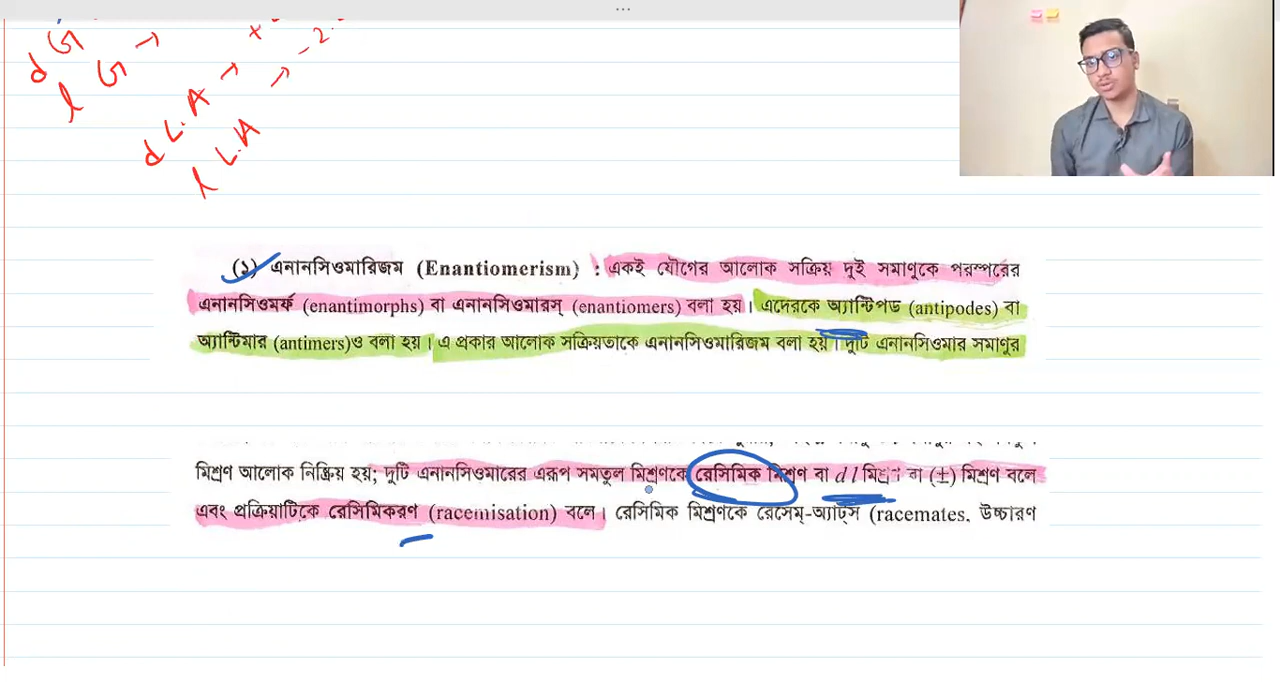 d G
l G →
d L.A → +
l L.A → -2.
(১) এনানসিওমারিজম (Enantiomerism) : একই যৌগের আলোক সক্রিয় দুই সমাণুকে পরস্পরের
এনানসিওমর্ফ (enantimorphs) বা এনানসিওমারস্ (enantiomers) বলা হয়। এদেরকে অ্যান্টিপড (antipodes) বা
অ্যান্টিমার (antimers)ও বলা হয়। এ প্রকার আলোক সক্রিয়তাকে এনানসিওমারিজম বলা হয়। দুটি এনানসিওমার সমাণুর
মিশ্রণ আলোক নিষ্ক্রিয় হয়; দুটি এনানসিওমারের এরূপ সমতুল মিশ্রণকে রেসিমিক মিশ্রণ বা d l মিশ্রণ বা (±) মিশ্রণ বলে
এবং প্রক্রিয়াটিকে রেসিমিকরণ (racemisation) বলে। রেসিমিক মিশ্রণকে রেসেম্-অ্যাট্স (racemates, উচ্চারণ